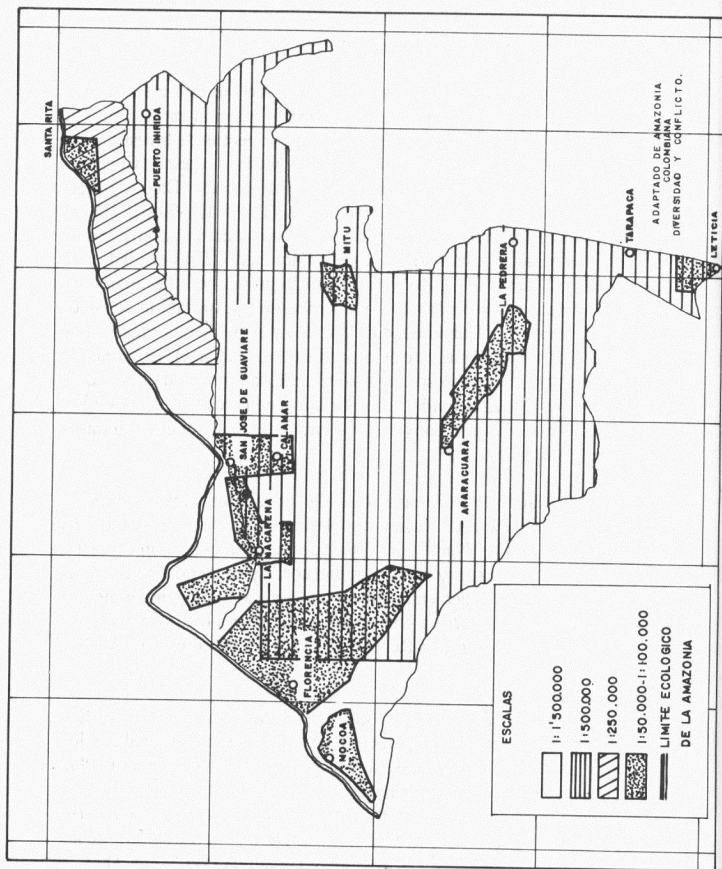 SANTA RITA
PUERTO INIRIDA
SAN JOSE DE GUAVIARE
CALAMAR
LA MACARENA
MITU
FLORENCIA
MOCOA
ARARACUARA
LA PEDRERA
TARAPACA
LETICIA
ADAPTADO DE AMAZONIA
COLOMBIANA
DIVERSIDAD Y CONFLICTO.
ESCALAS
1:1'500.000
1:500.000
1:250.000
1:50.000-1:100.000
LIMITE ECOLOGICO
DE LA AMAZONIA